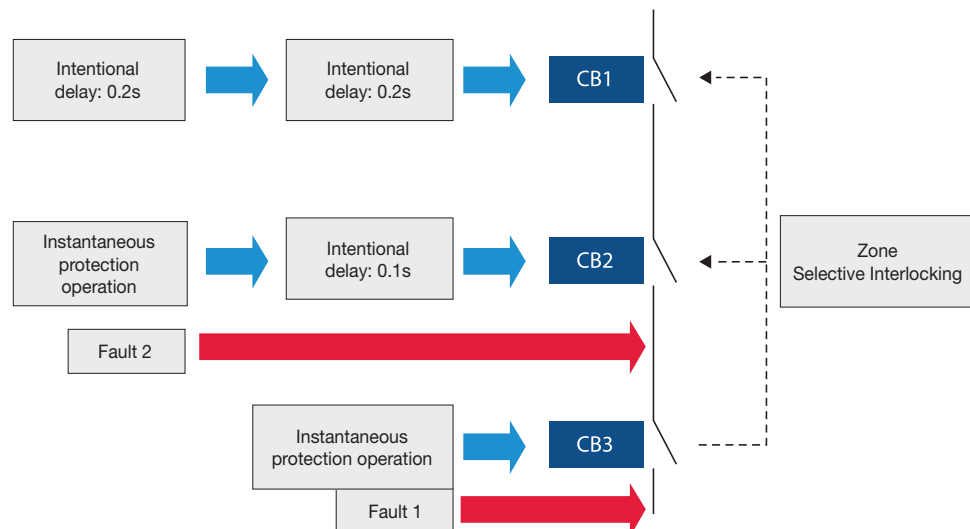 Intentional
delay: 0.2s
Intentional
delay: 0.2s
CB1
Instantaneous
protection
operation
Intentional
delay: 0.1s
CB2
Zone
Selective Interlocking
Fault 2
Instantaneous
protection operation
CB3
Fault 1